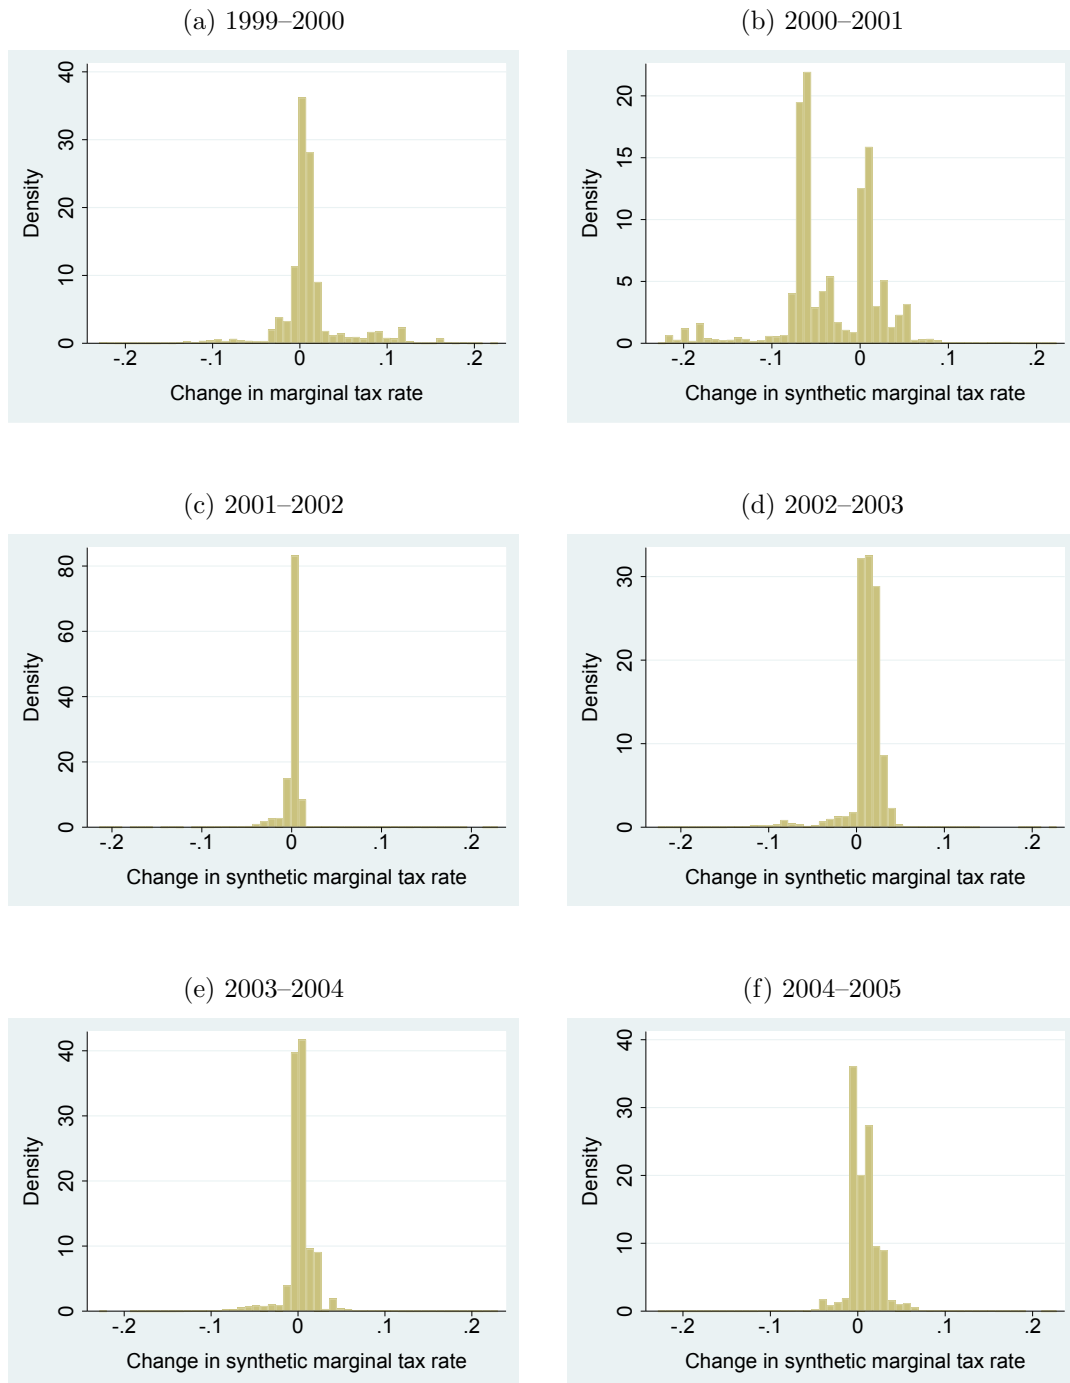 (a) 1999–2000
(b) 2000–2001
Density
0 10 20 30 40
-.2 -.1 0 .1 .2
Change in marginal tax rate
Density
0 5 10 15 20
-.2 -.1 0 .1 .2
Change in synthetic marginal tax rate
(c) 2001–2002
(d) 2002–2003
Density
0 20 40 60 80
-.2 -.1 0 .1 .2
Change in synthetic marginal tax rate
Density
0 10 20 30
-.2 -.1 0 .1 .2
Change in synthetic marginal tax rate
(e) 2003–2004
(f) 2004–2005
Density
0 10 20 30 40
-.2 -.1 0 .1 .2
Change in synthetic marginal tax rate
Density
0 10 20 30 40
-.2 -.1 0 .1 .2
Change in synthetic marginal tax rate